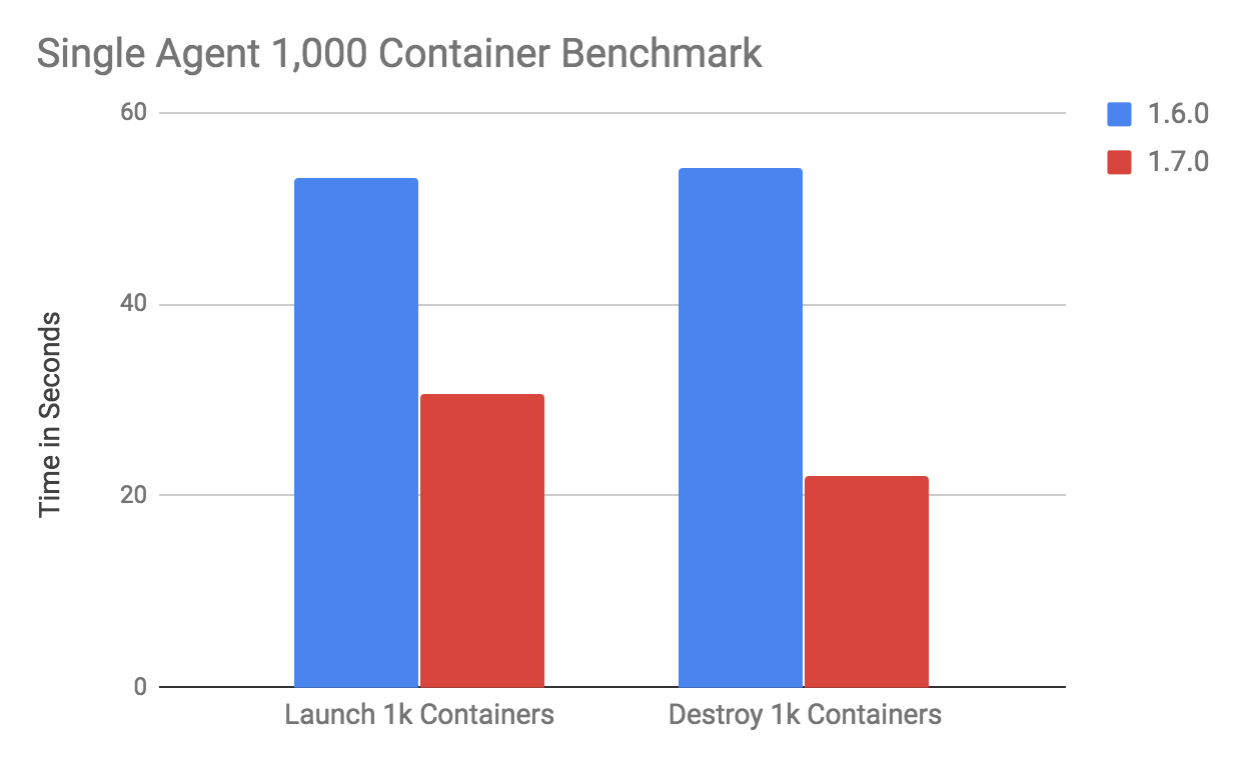 Single Agent 1,000 Container Benchmark
1.6.0
1.7.0
60
40
20
0
Time in Seconds
Launch 1k Containers
Destroy 1k Containers